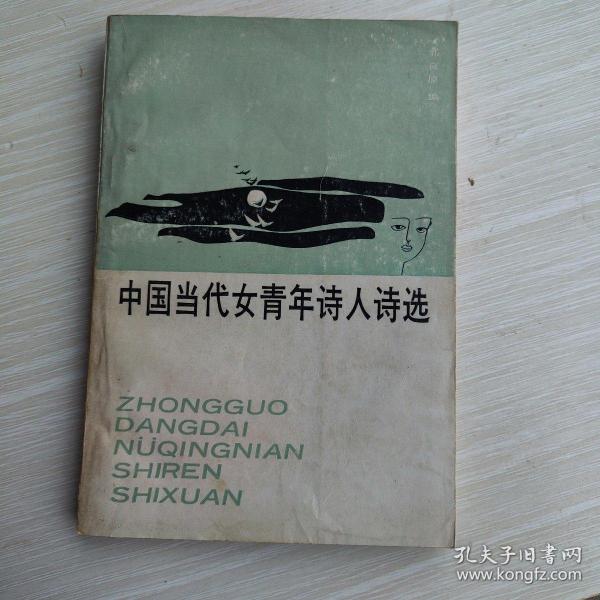 中国当代女青年诗人诗选
ZHONGGUO
DANGDAI
NÜQINGNIAN
SHIREN
SHIXUAN
孔夫子旧書网
www.kongfz.com